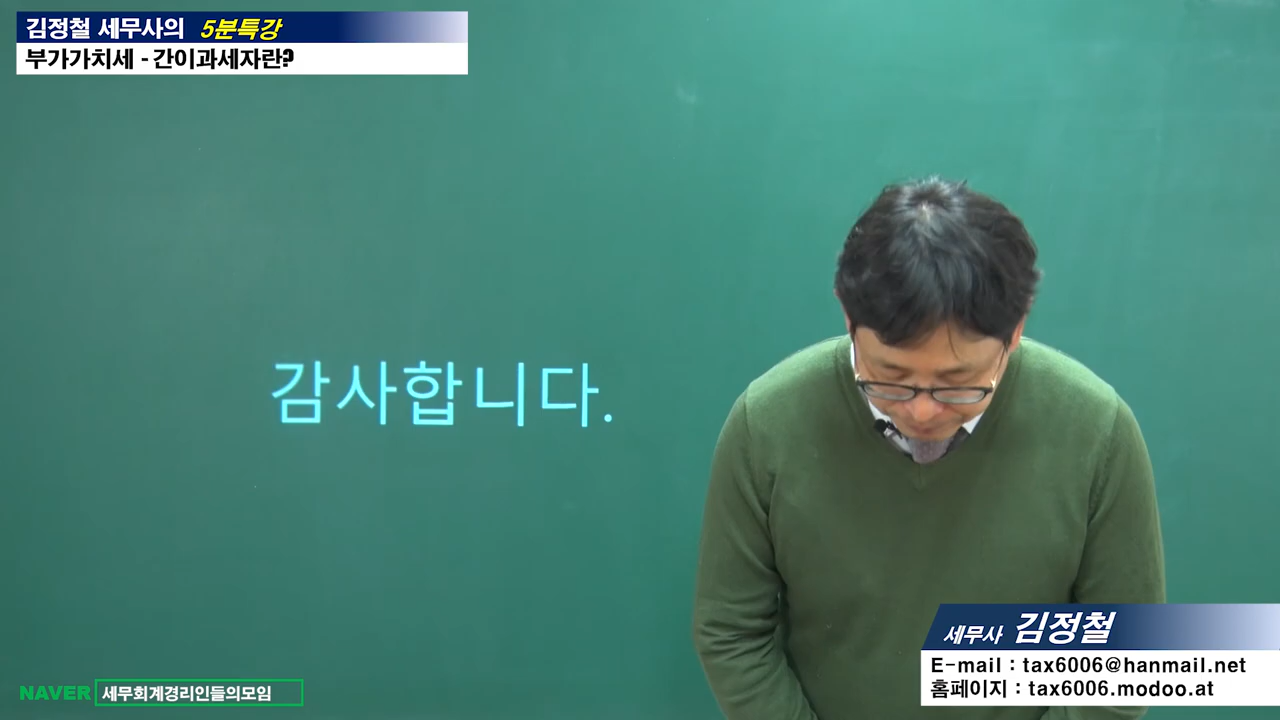 김정철 세무사의 5분특강
부가가치세 - 간이과세자란?
감사합니다.
세무사 김정철
E-mail : tax6006@hanmail.net
홈페이지 : tax6006.modoo.at
NAVER 세무회계경리인들의모임